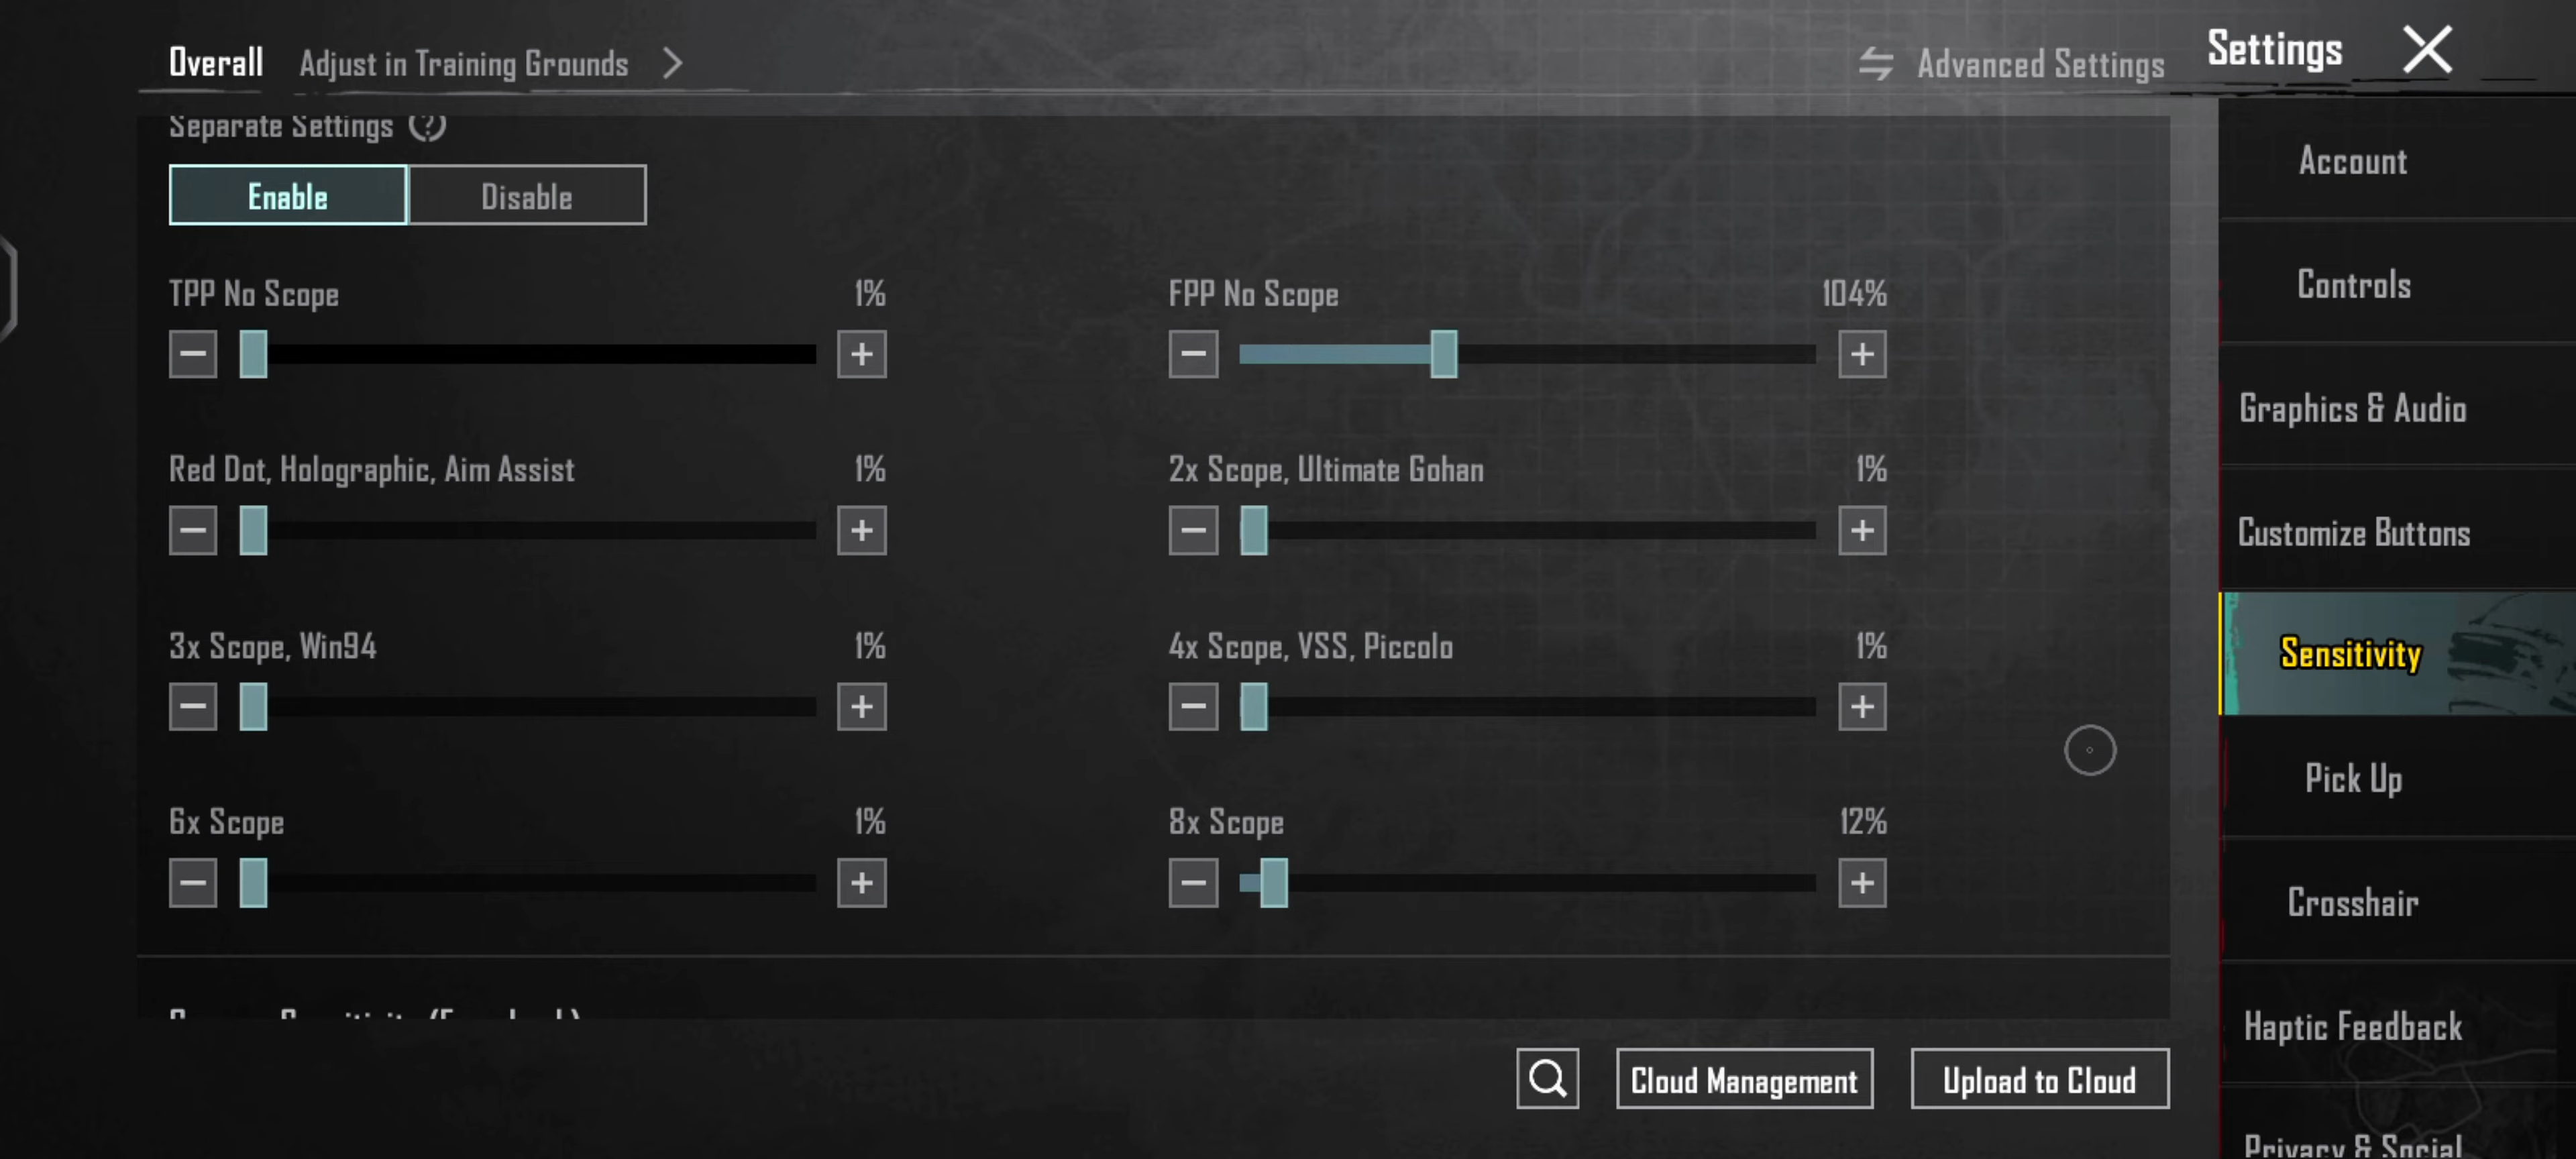 Overall Adjust in Training Grounds
Advanced Settings
Settings
Separate Settings
Enable Disable
TPP No Scope 1%
FPP No Scope 104%
Red Dot, Holographic, Aim Assist 1%
2x Scope, Ultimate Gohan 1%
3x Scope, Win94 1%
4x Scope, VSS, Piccolo 1%
6x Scope 1%
8x Scope 12%
Cloud Management
Upload to Cloud
Account
Controls
Graphics & Audio
Customize Buttons
Sensitivity
Pick Up
Crosshair
Haptic Feedback
Privacy & Social